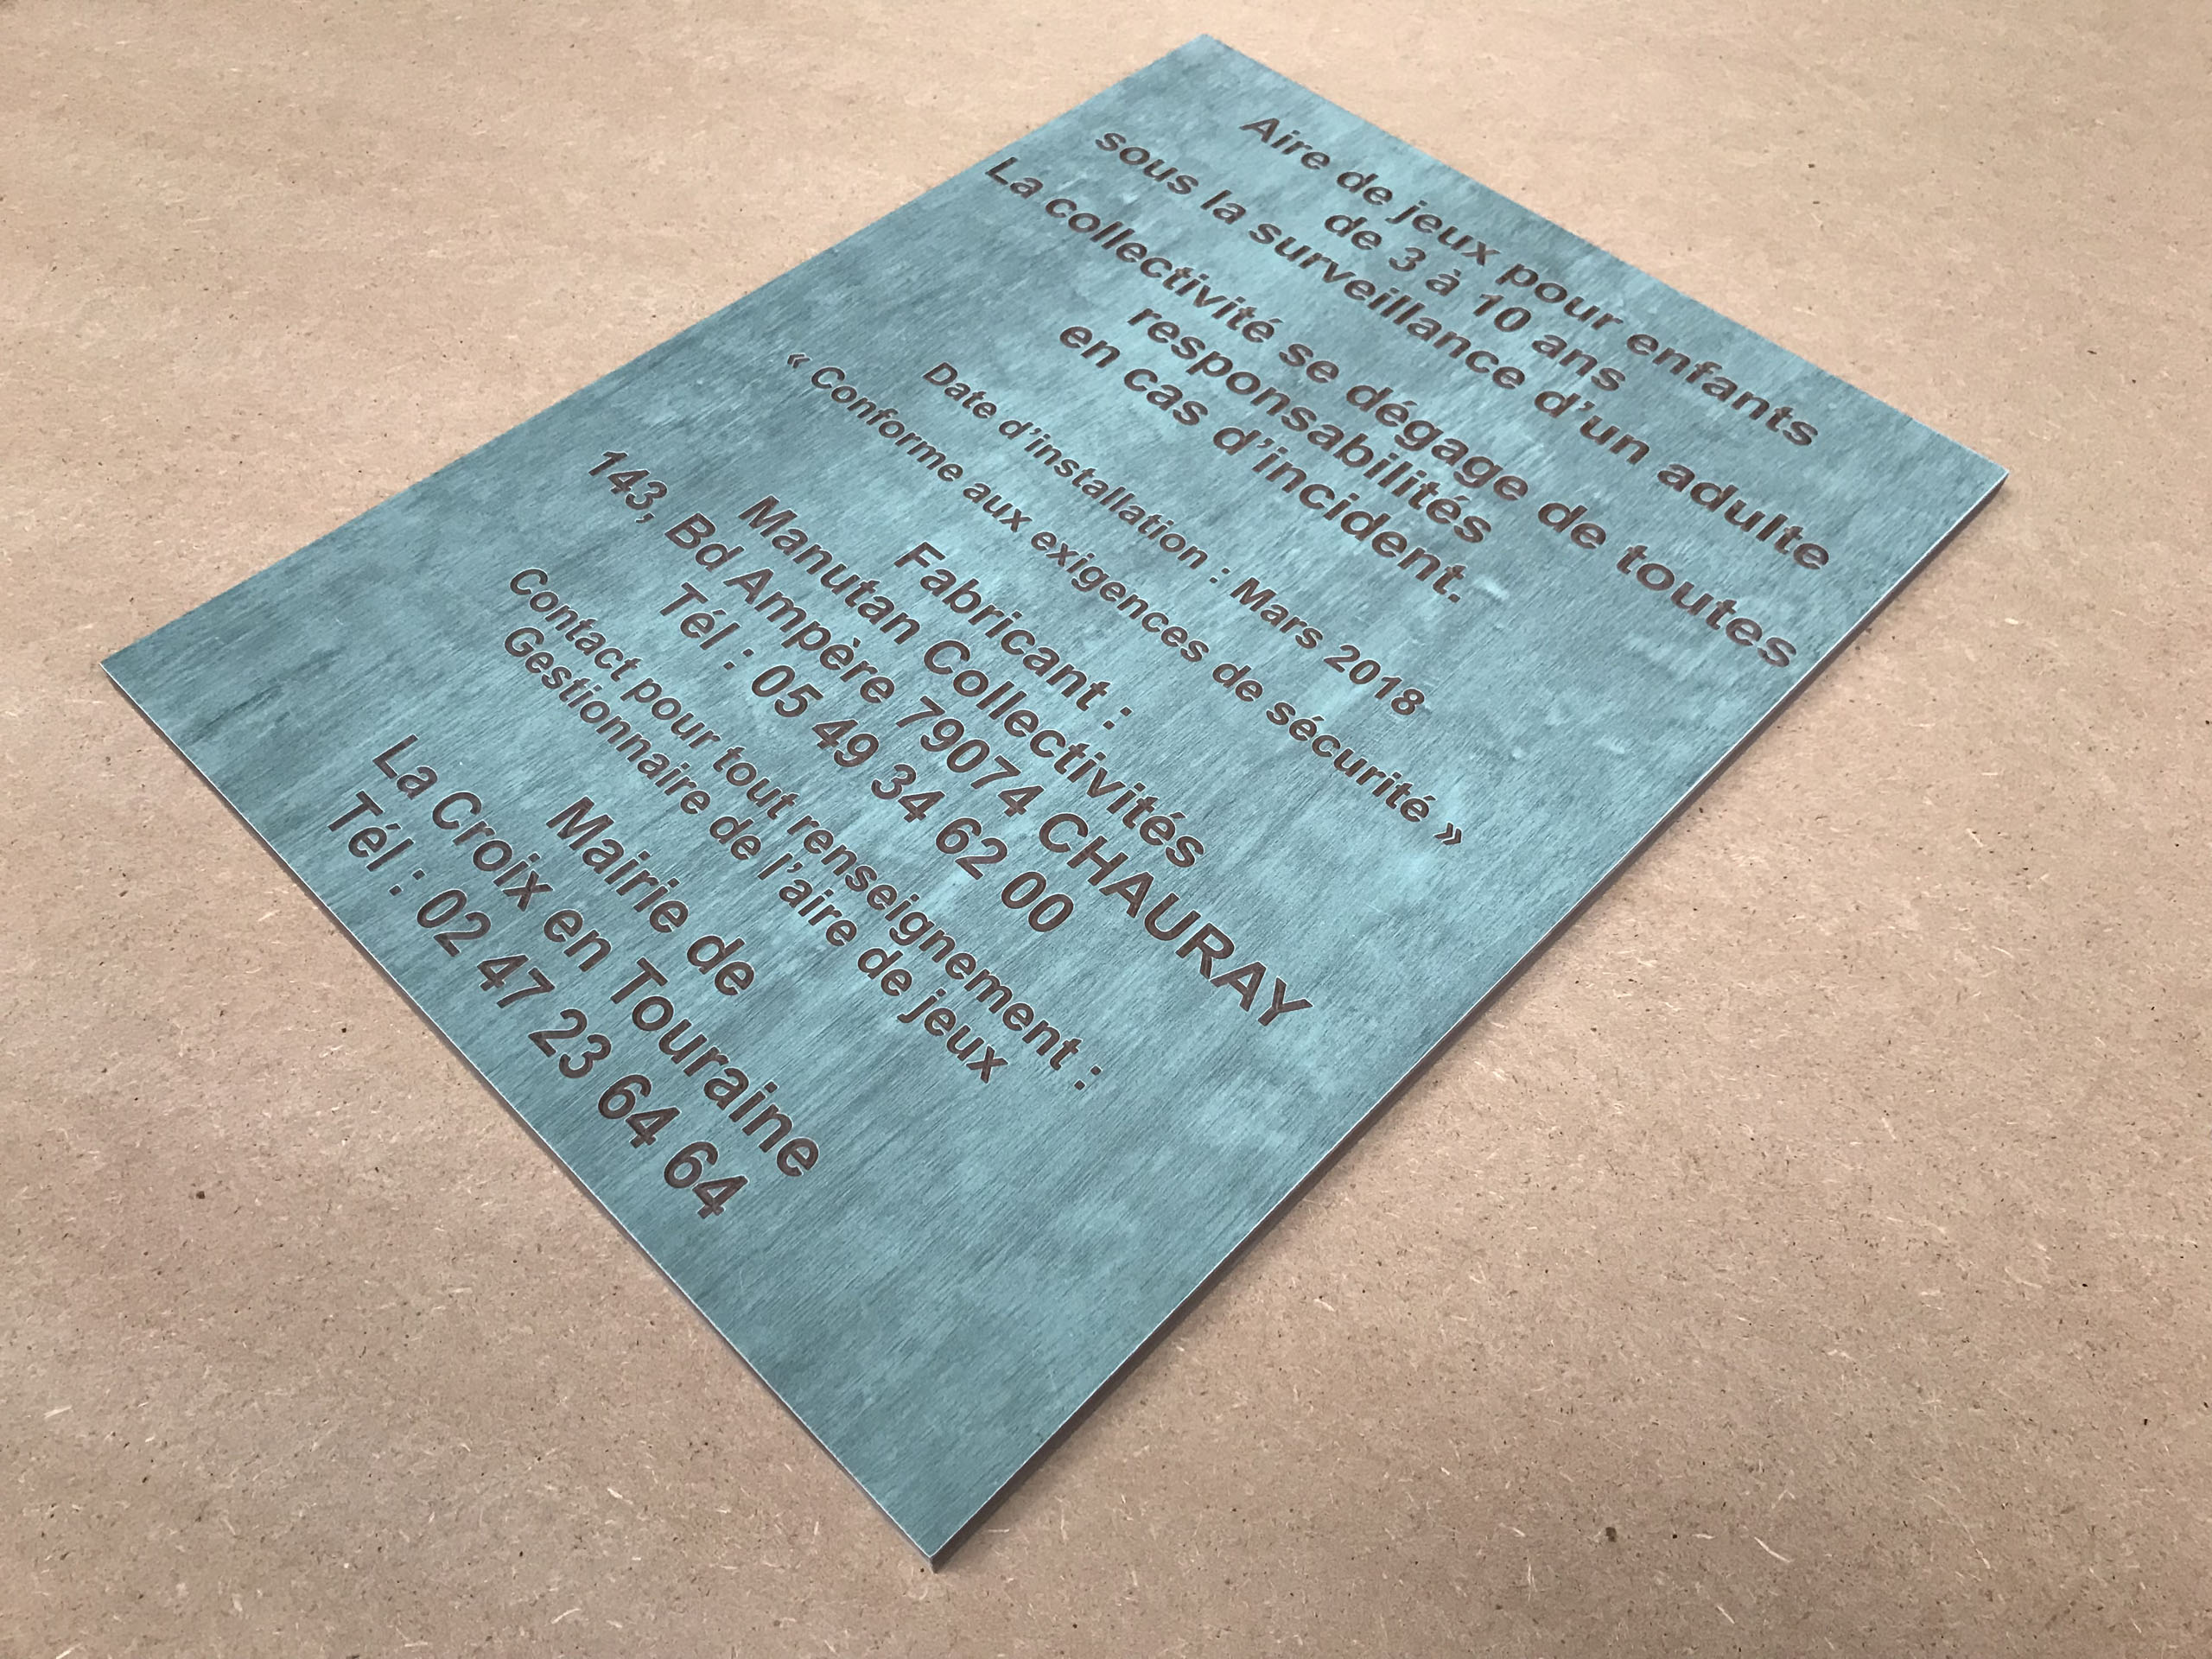 Aire de jeux pour enfants
de 3 à 10 ans
sous la surveillance d'un adulte
La collectivité se dégage de toutes
responsabilités
en cas d'incident.
Date d'installation : Mars 2018
« Conforme aux exigences de sécurité »
Fabricant :
Manutan Collectivités
143, Bd Ampère 79074 CHAURAY
Tél : 05 49 34 62 00
Contact pour tout renseignement :
Gestionnaire de l'aire de jeux
Mairie de
La Croix en Touraine
Tél : 02 47 23 64 64